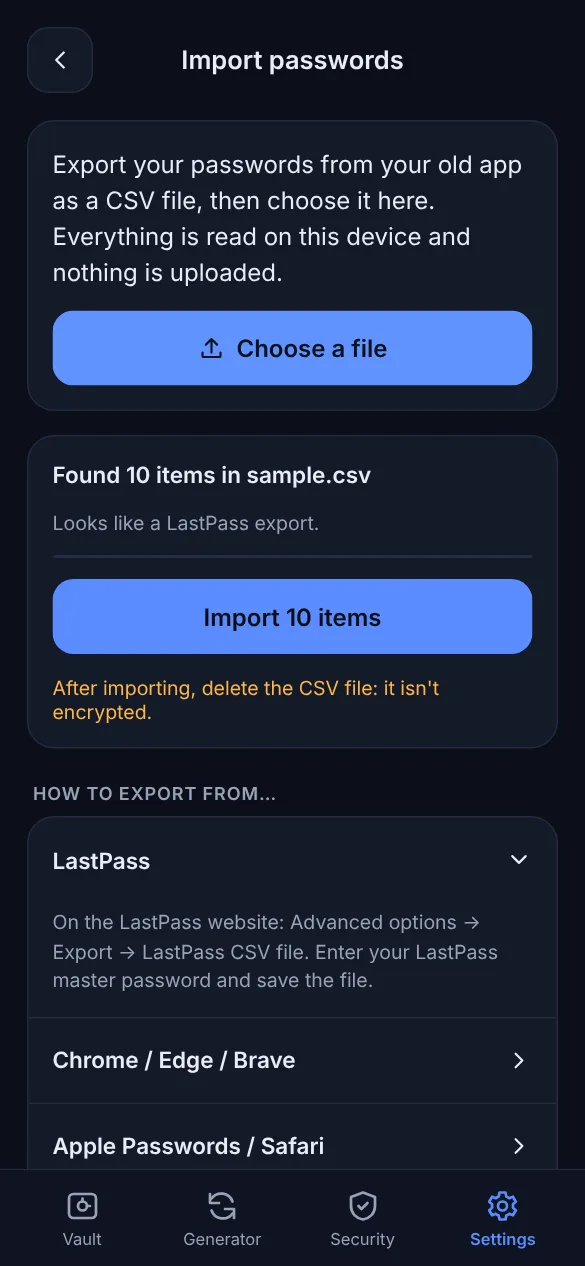 Import passwords
Export your passwords from your old app
as a CSV file, then choose it here.
Everything is read on this device and
nothing is uploaded.
Choose a file
Found 10 items in sample.csv
Looks like a LastPass export.
Import 10 items
After importing, delete the CSV file: it isn't
encrypted.
HOW TO EXPORT FROM...
LastPass
On the LastPass website: Advanced options →
Export → LastPass CSV file. Enter your LastPass
master password and save the file.
Chrome / Edge / Brave
Apple Passwords / Safari
Vault
Generator
Security
Settings